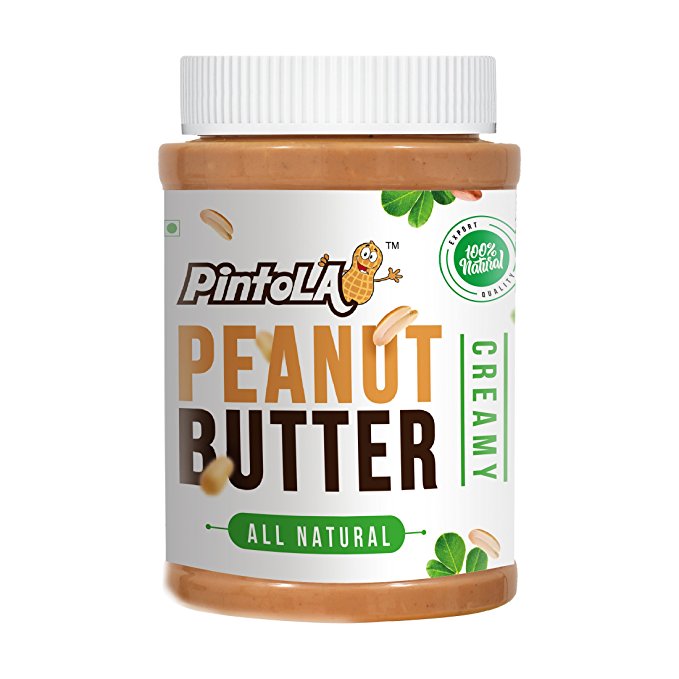 PintoLA™
PEANUT
BUTTER
CREAMY
ALL NATURAL
EXPORT
100%
Natural
QUALITY